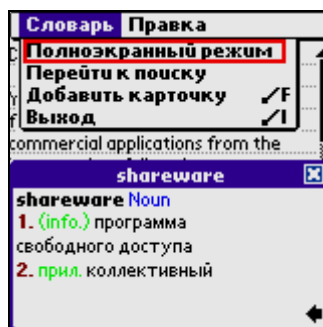 Словарь Правка
Полноэкранный режим
Перейти к поиску
Добавить карточку ✓F
Выход ✓I
commercial applications from the
shareware
shareware Noun
1. (info.) программа
свободного доступа
2. прил. коллективный